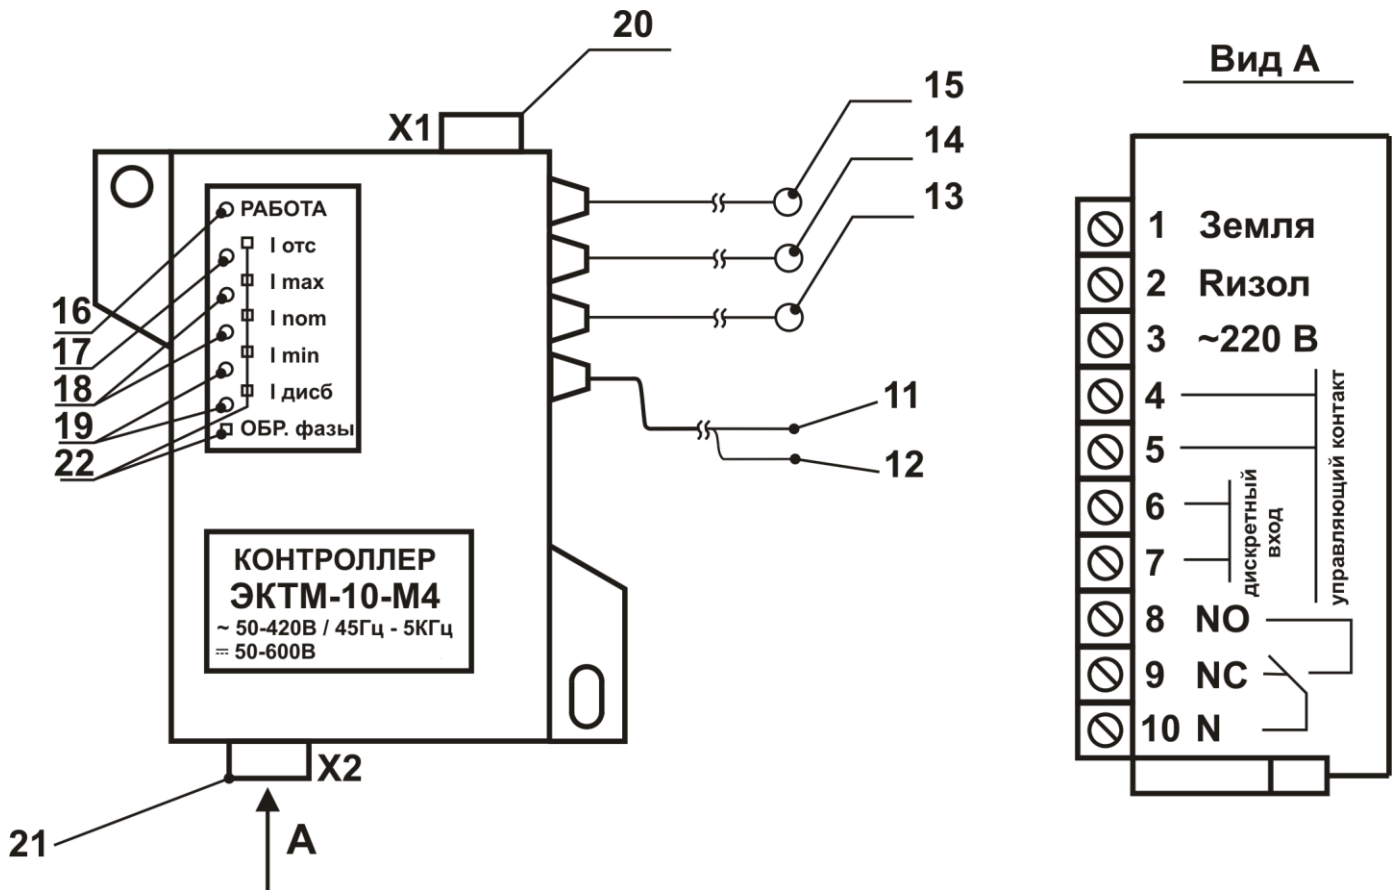 20
X1
15
14
13
РАБОТА
I отс
I max
I nom
I min
I дисб
ОБР. фазы
16
17
18
19
22
11
12
КОНТРОЛЛЕР
ЭКТМ-10-М4
~ 50-420В / 45Гц - 5КГц
⎓ 50-600В
X2
21
А
Вид А
1 Земля
2 Rизол
3 ~220 В
4
5
6
7
дискретный
вход
управляющий контакт
8 NO
9 NC
10 N